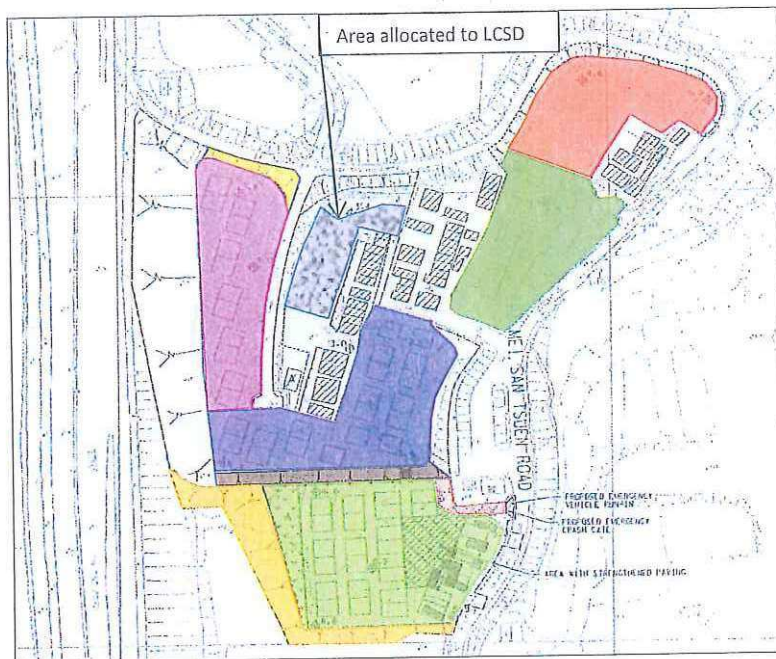 Area allocated to LCSD
WE I SAN TSUEN ROAD
PROPOSED EMERGENCY
VEHICLE RUN-IN
PROPOSED EMERGENCY
CRASH GATE
AREA WITH STRENGTHENED PAVING